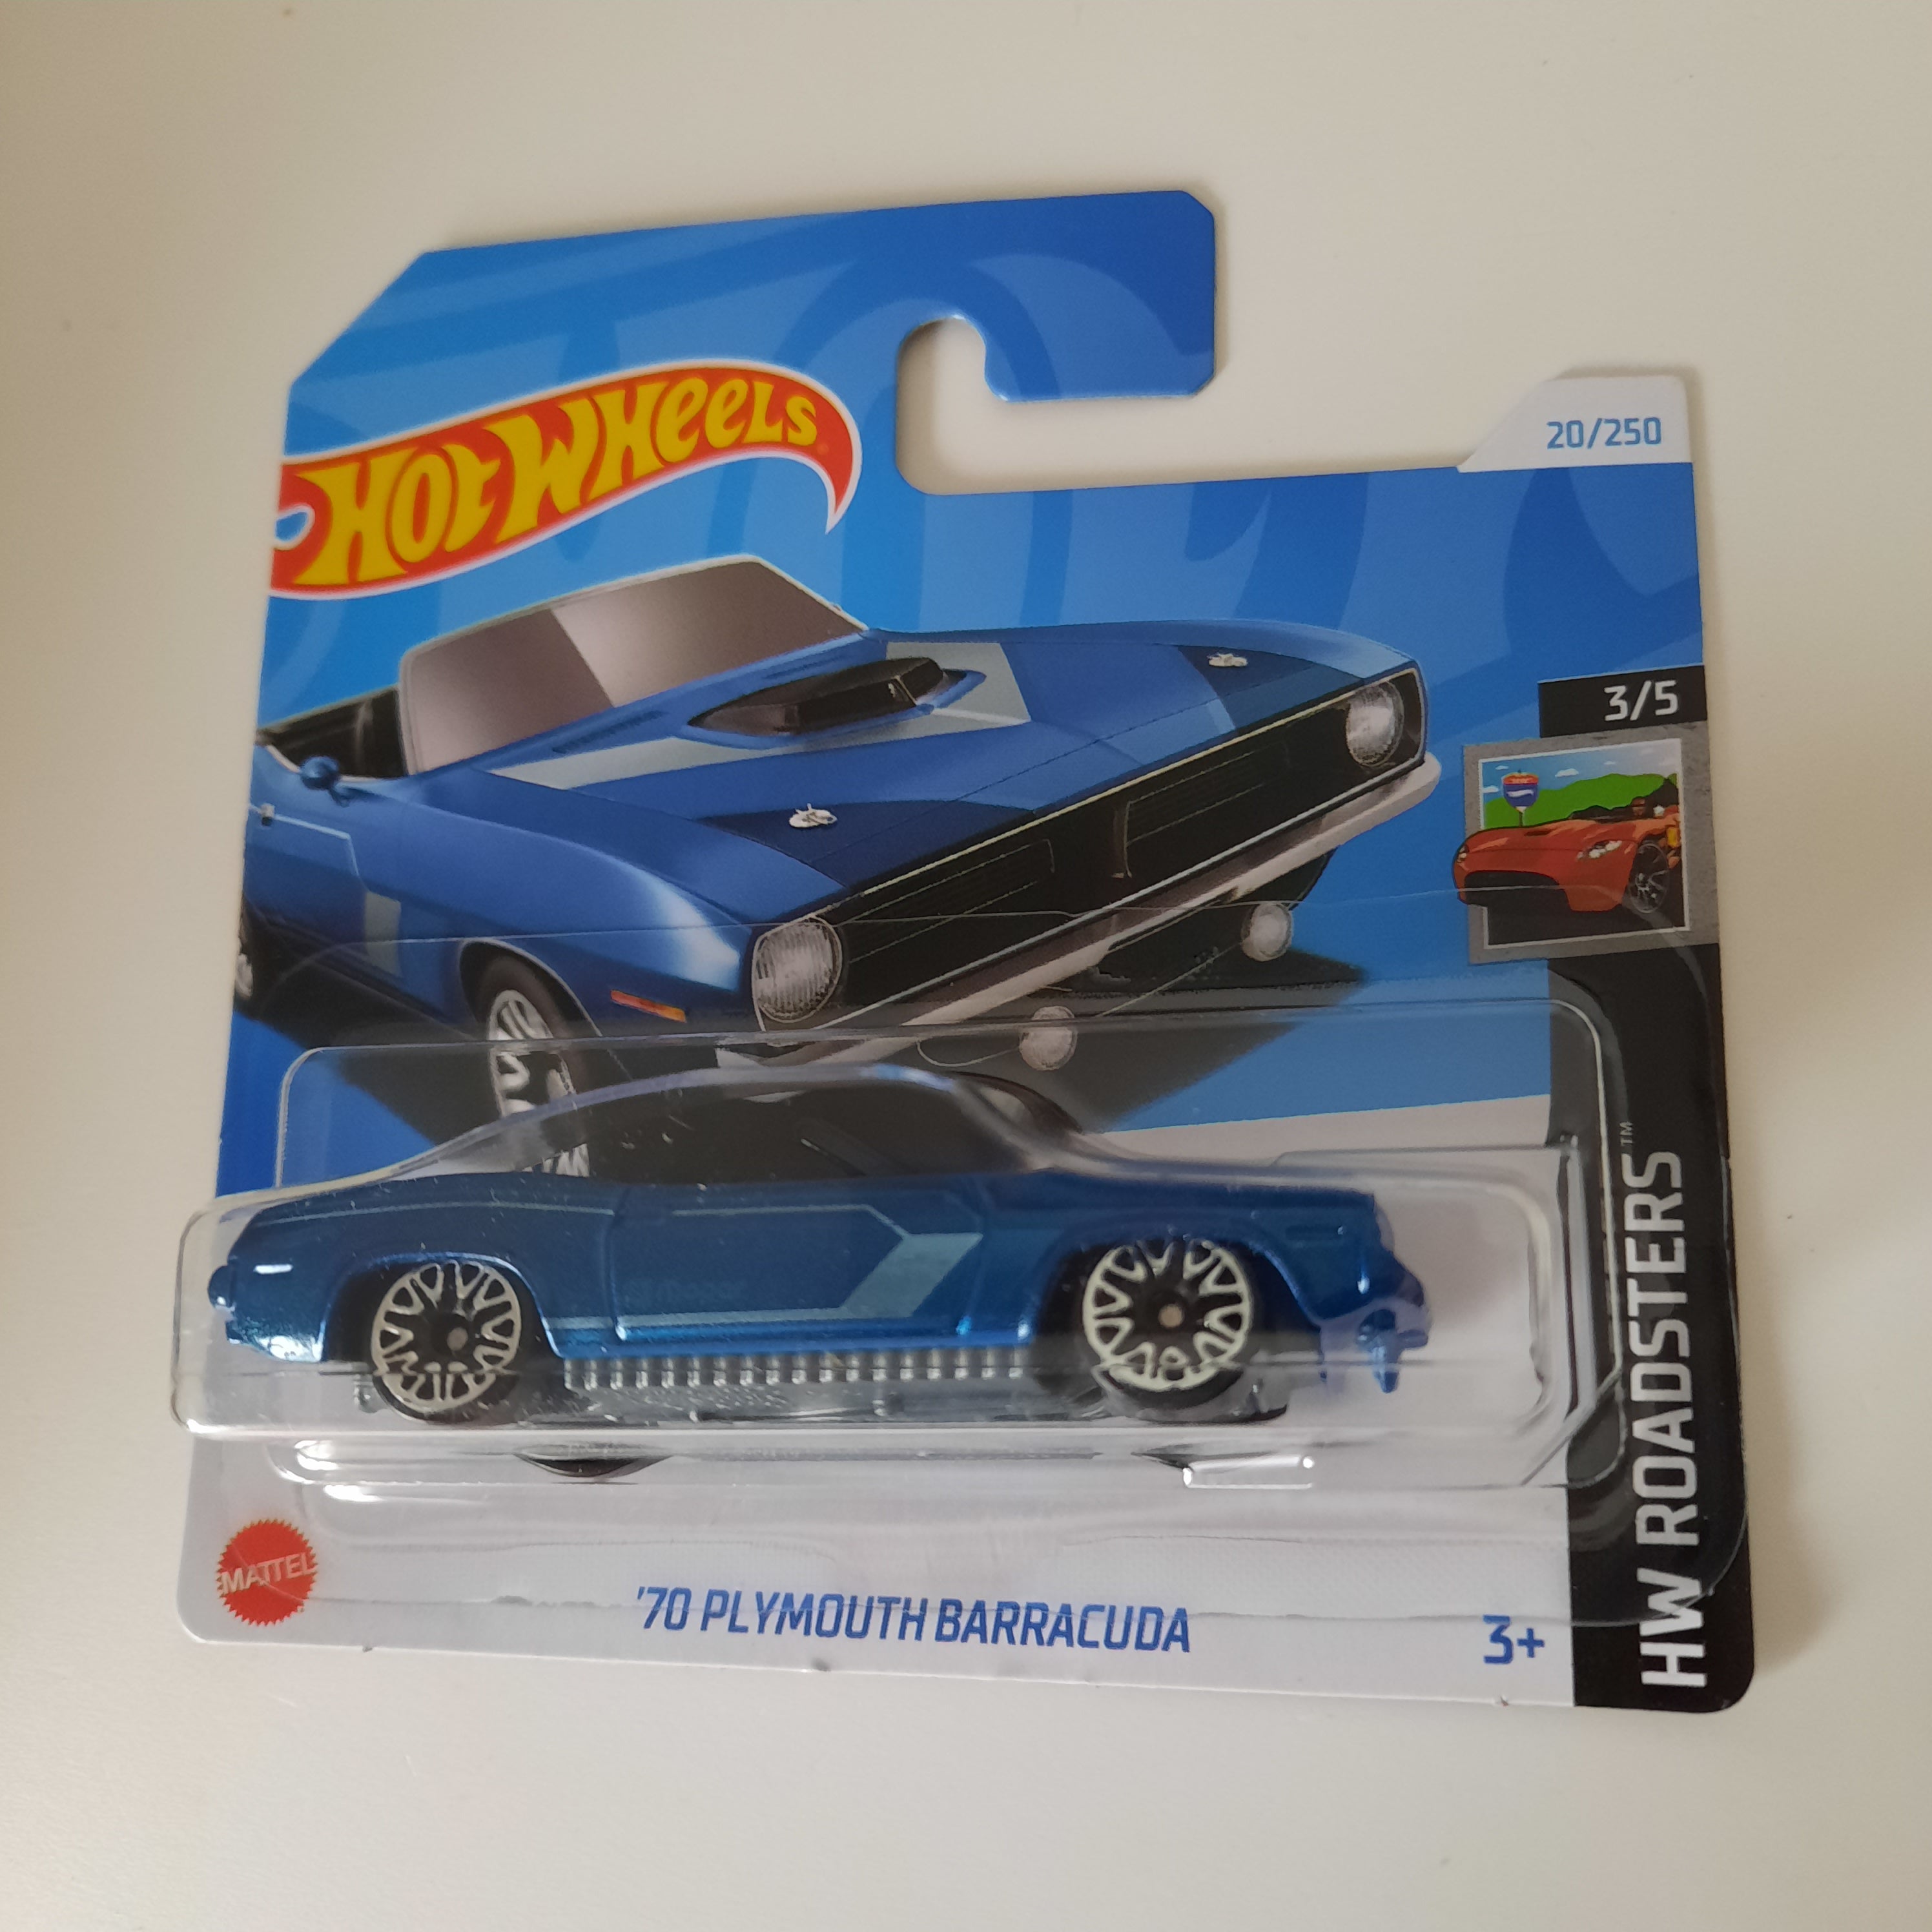 HOT WHEELS
20/250
3/5
HW ROADSTERS™
MATTEL
'70 PLYMOUTH BARRACUDA
3+